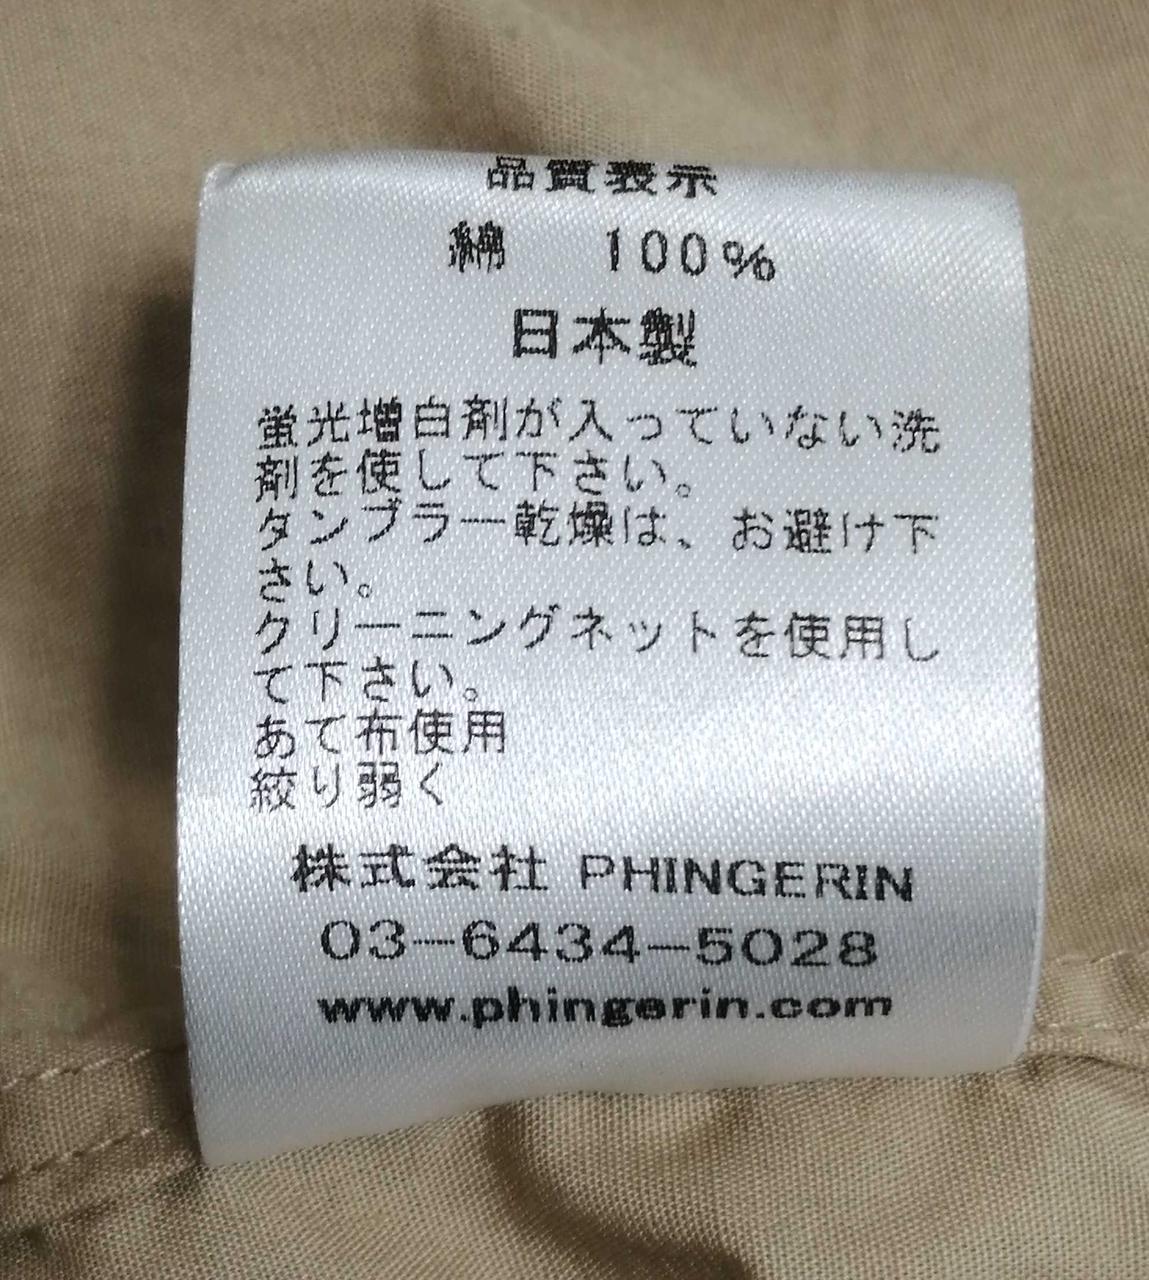 品質表示
綿 100%
日本製
蛍光増白剤が入っていない洗
剤を使して下さい。
タンブラー乾燥は、お避け下
さい。
クリーニングネットを使用し
て下さい。
あて布使用
絞り弱く
株式会社 PHINGERIN
03-6434-5028
www.phingerin.com